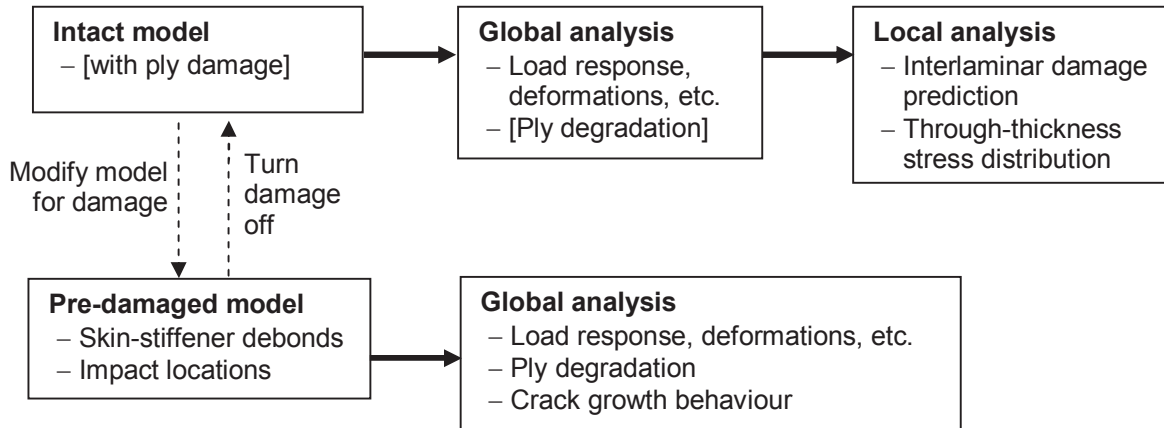 Intact model
– [with ply damage]
Global analysis
– Load response,
deformations, etc.
– [Ply degradation]
Local analysis
– Interlaminar damage
prediction
– Through-thickness
stress distribution
Modify model
for damage
Turn
damage
off
Pre-damaged model
– Skin-stiffener debonds
– Impact locations
Global analysis
– Load response, deformations, etc.
– Ply degradation
– Crack growth behaviour